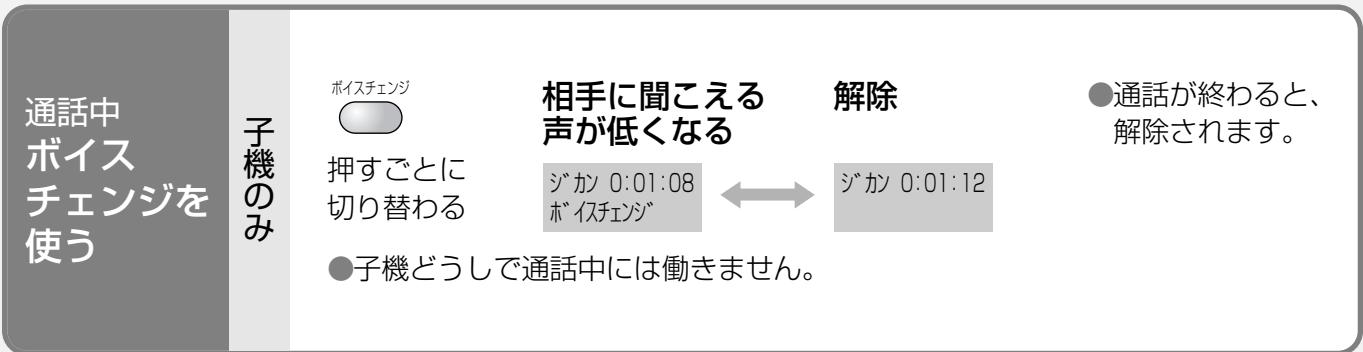 通話中
ボイス
チェンジを
使う
子機のみ
ボイスチェンジ
押すごとに
切り替わる
相手に聞こえる
声が低くなる
ｼﾞｶﾝ 0:01:08
ﾎﾞｲｽﾁｪﾝｼﾞ
解除
ｼﾞｶﾝ 0:01:12
●通話が終わると、
解除されます。
●子機どうしで通話中には働きません。